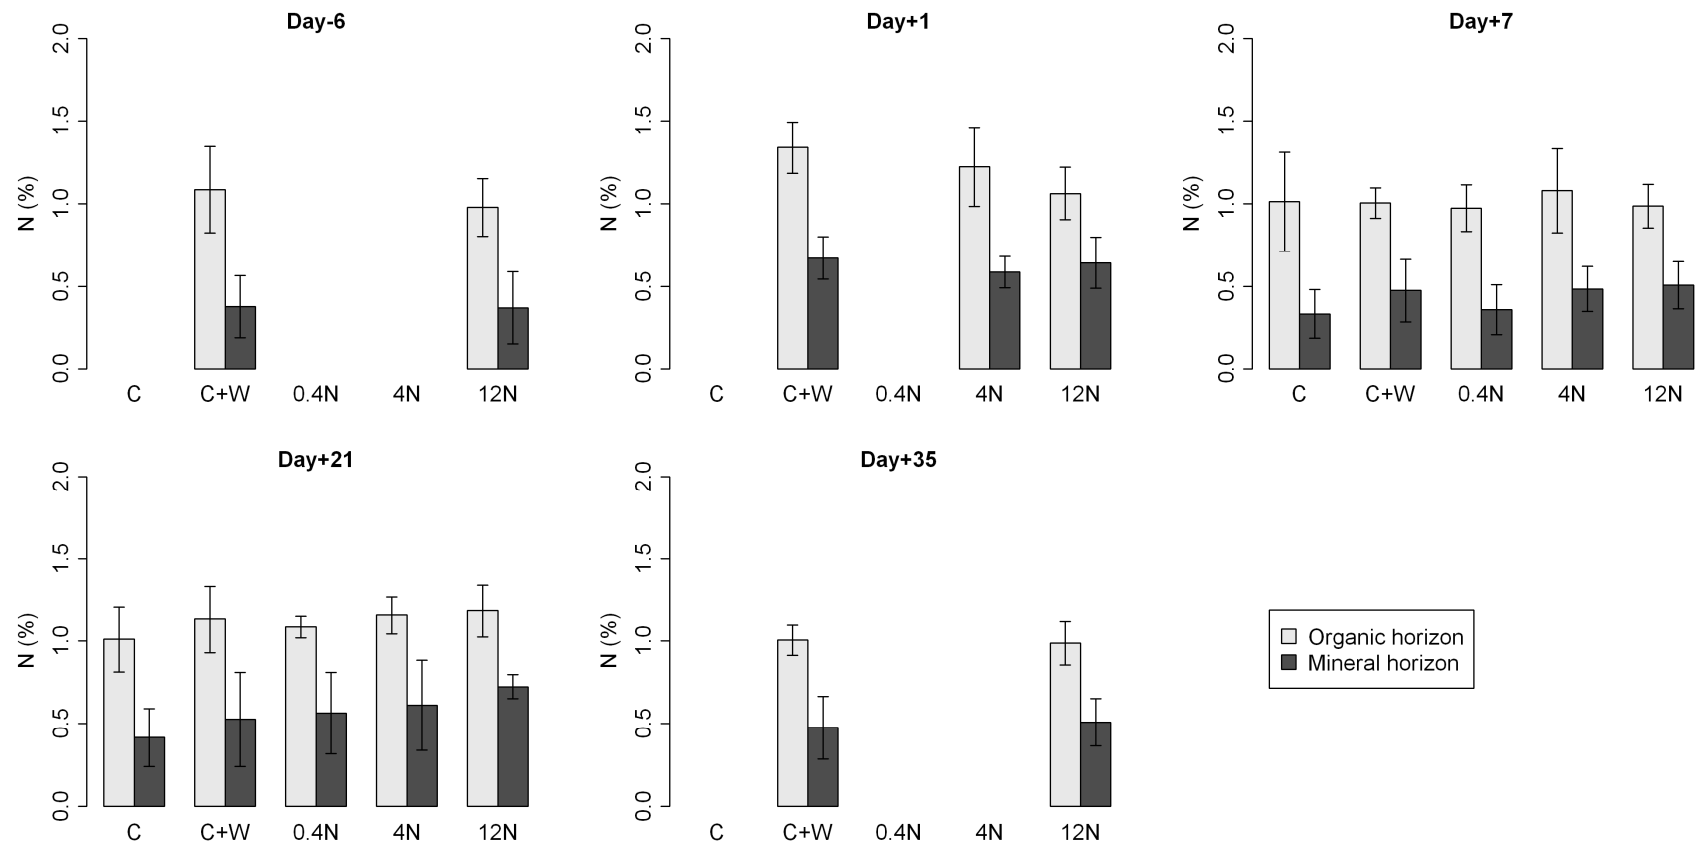 Day-6
N (%)
0.0 0.5 1.0 1.5 2.0
C C+W 0.4N 4N 12N
Day+1
N (%)
0.0 0.5 1.0 1.5 2.0
C C+W 0.4N 4N 12N
Day+7
N (%)
0.0 0.5 1.0 1.5 2.0
C C+W 0.4N 4N 12N
Day+21
N (%)
0.0 0.5 1.0 1.5 2.0
C C+W 0.4N 4N 12N
Day+35
N (%)
0.0 0.5 1.0 1.5 2.0
C C+W 0.4N 4N 12N
Organic horizon
Mineral horizon